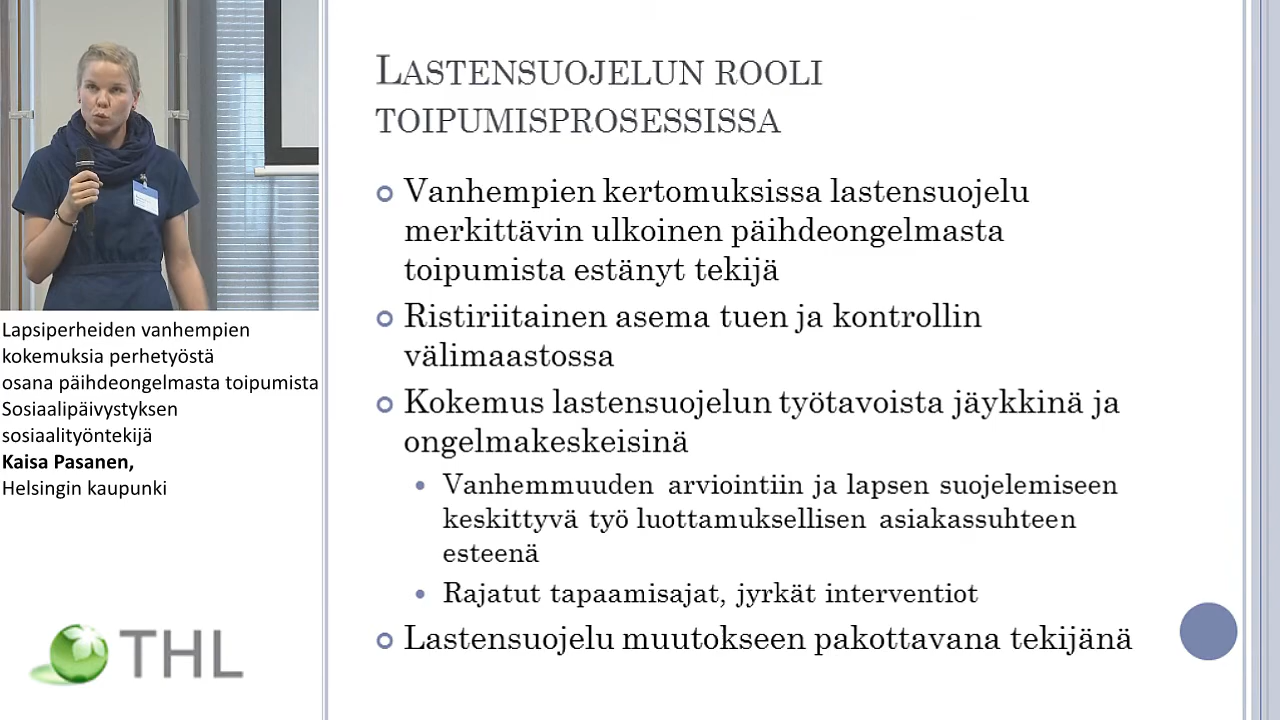 LASTENSUOJELUN ROOLI
TOIPUMISPROSESSISSA
Vanhempien kertomuksissa lastensuojelu
merkittävin ulkoinen päihdeongelmasta
toipumista estänyt tekijä
Ristiriitainen asema tuen ja kontrollin
välimaastossa
Kokemus lastensuojelun työtavoista jäykkinä ja
ongelmakeskeisinä
Vanhemmuuden arviointiin ja lapsen suojelemiseen
keskittyvä työ luottamuksellisen asiakassuhteen
esteenä
Rajatut tapaamisajat, jyrkät interventiot
Lastensuojelu muutokseen pakottavana tekijänä
Lapsiperheiden vanhempien
kokemuksia perhetyöstä
osana päihdeongelmasta toipumista
Sosiaalipäivystyksen
sosiaalityöntekijä
Kaisa Pasanen,
Helsingin kaupunki
THL